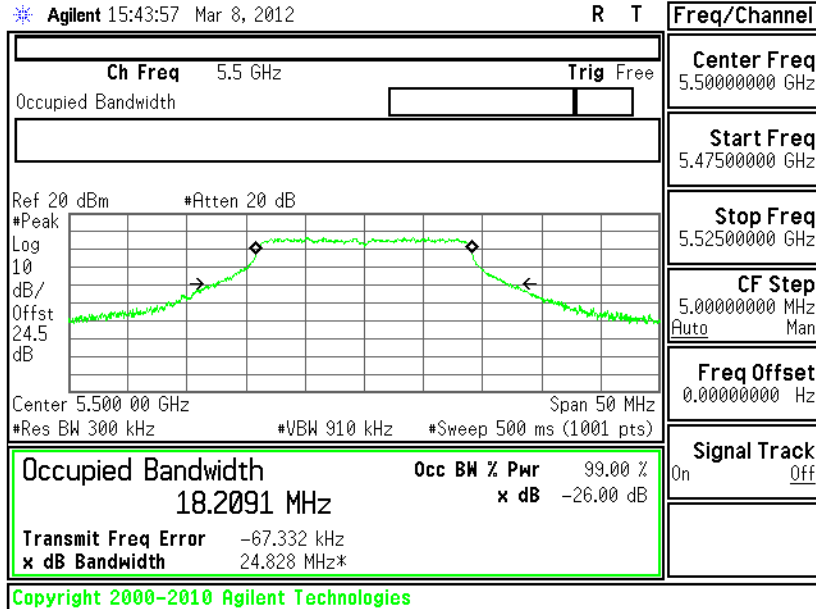 Agilent 15:43:57 Mar 8, 2012 R T
Freq/Channel
Ch Freq 5.5 GHz Trig Free
Occupied Bandwidth
Center Freq
5.50000000 GHz
Start Freq
5.47500000 GHz
Stop Freq
5.52500000 GHz
CF Step
5.00000000 MHz
Auto Man
Freq Offset
0.00000000 Hz
Signal Track
On Off
Ref 20 dBm #Atten 20 dB
#Peak
Log
10
dB/
Offst
24.5
dB
Center 5.500 00 GHz Span 50 MHz
#Res BW 300 kHz #VBW 910 kHz #Sweep 500 ms (1001 pts)
Occupied Bandwidth Occ BW % Pwr 99.00 %
18.2091 MHz x dB -26.00 dB
Transmit Freq Error -67.332 kHz
x dB Bandwidth 24.828 MHz*
Copyright 2000-2010 Agilent Technologies